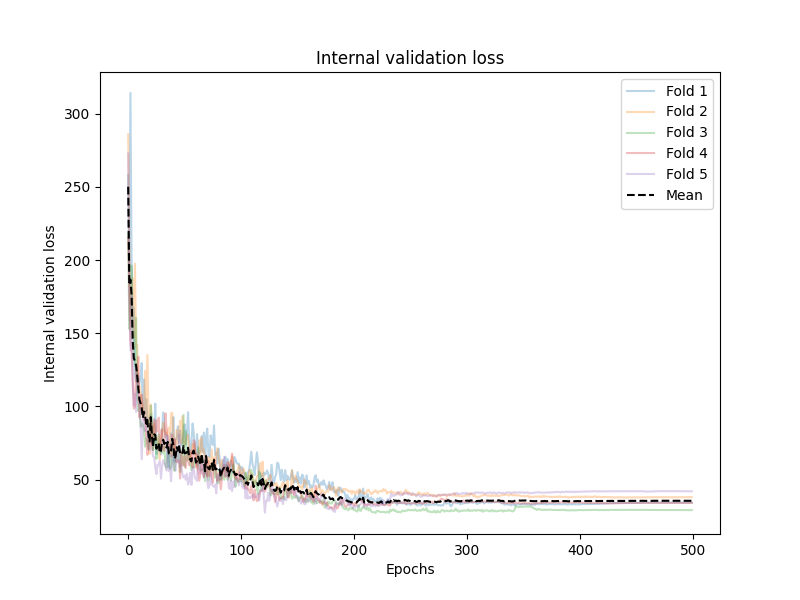 Internal validation loss
Fold 1
Fold 2
Fold 3
Fold 4
Fold 5
Mean
Internal validation loss
300
250
200
150
100
50
0
100
200
300
400
500
Epochs